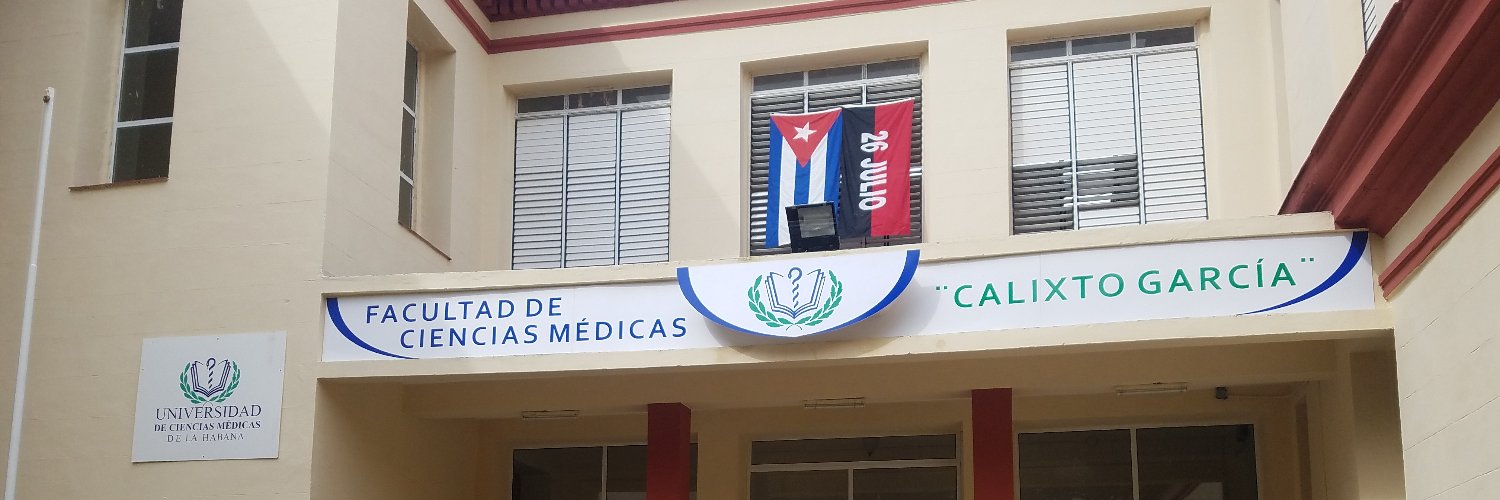 26 JULIO
FACULTAD DE
CIENCIAS MÉDICAS
¨CALIXTO GARCÍA¨
UNIVERSIDAD
DE CIENCIAS MÉDICAS
DE LA HABANA